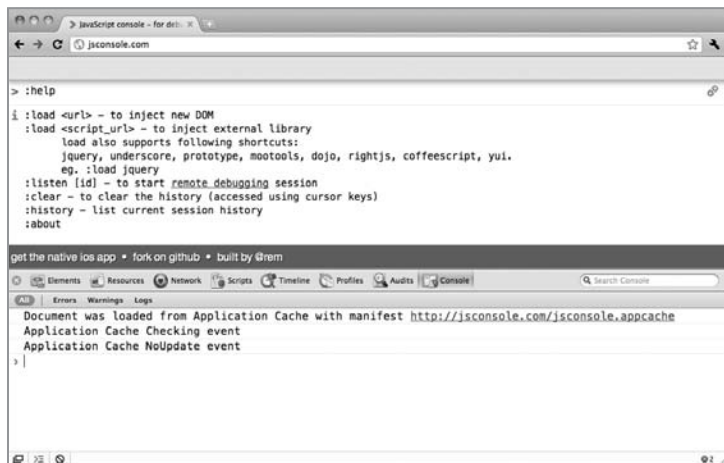 JavaScript console – for deb
jsconsole.com
> :help
i :load <url> – to inject new DOM
:load <script_url> – to inject external library
load also supports following shortcuts:
jquery, underscore, prototype, mootools, dojo, rightjs, coffeescript, yui.
eg. :load jquery
:listen [id] – to start remote debugging session
:clear – to clear the history (accessed using cursor keys)
:history – list current session history
:about
get the native ios app • fork on github • built by @rem
Elements Resources Network Scripts Timeline Profiles Audits Console Search Console
All Errors Warnings Logs
Document was loaded from Application Cache with manifest http://jsconsole.com/jsconsole.appcache
Application Cache Checking event
Application Cache NoUpdate event
>
2